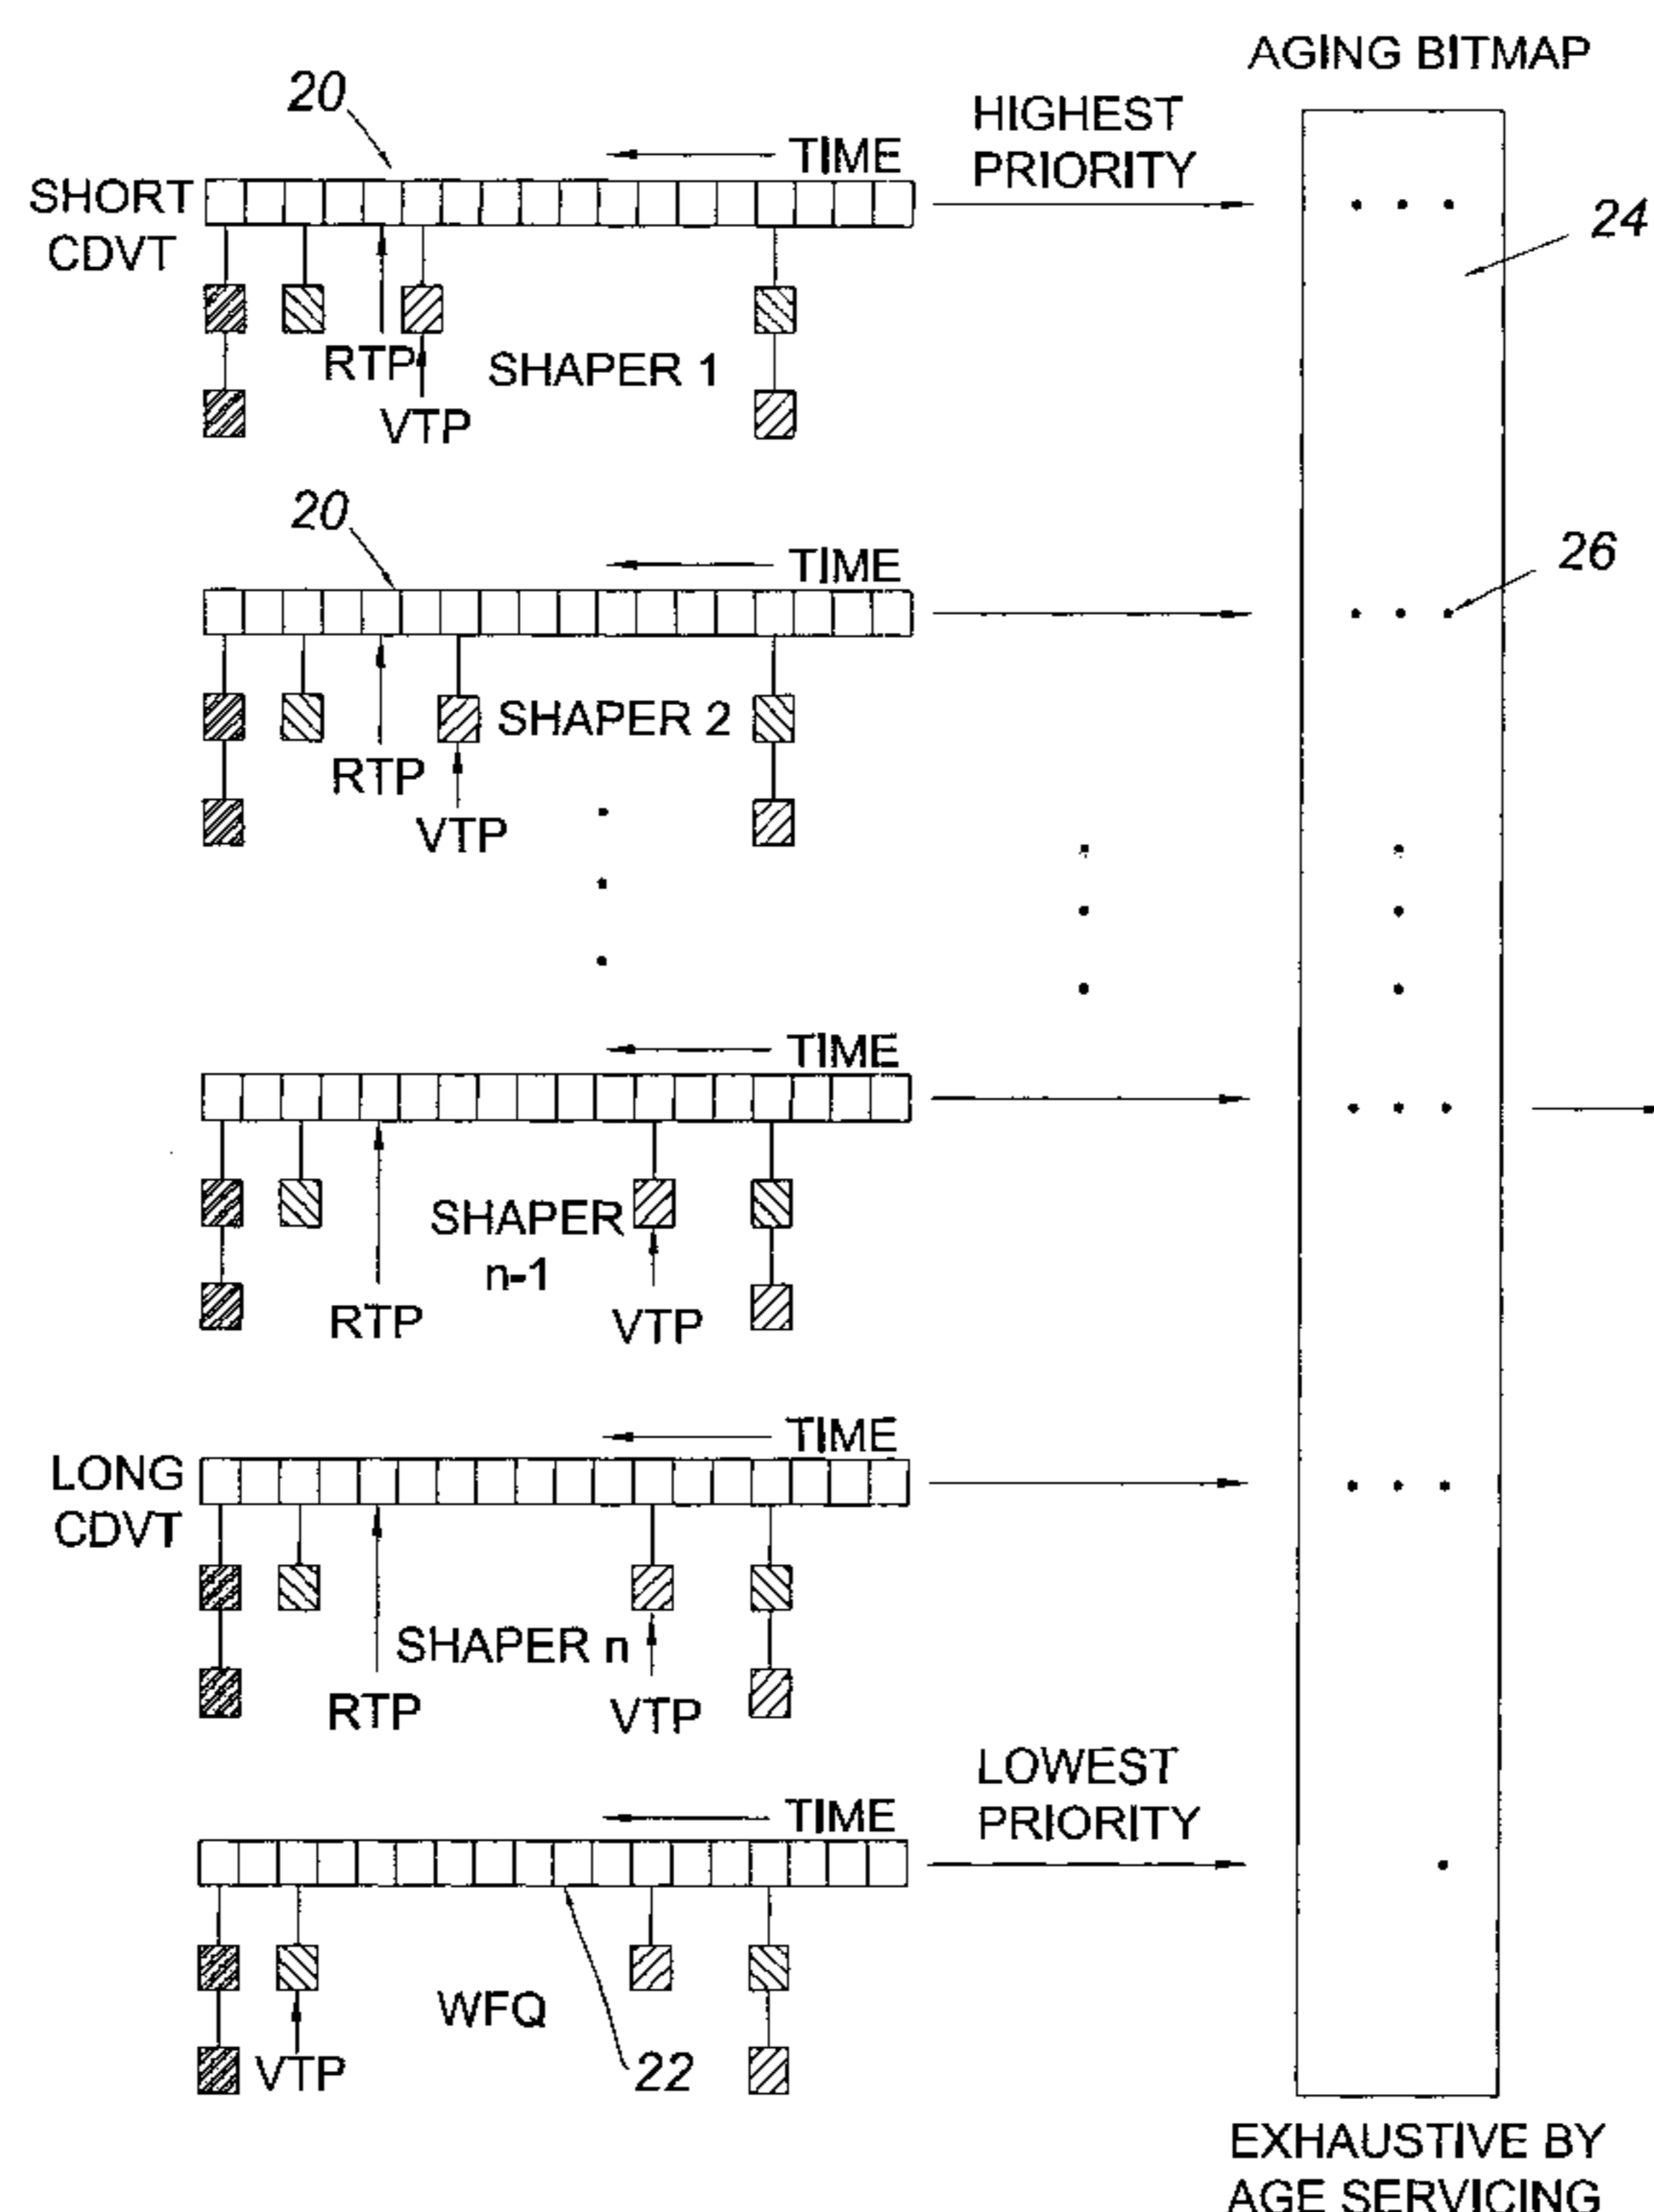 AGING BITMAP
20
HIGHEST
PRIORITY
TIME
SHORT
CDVT
24
RTP
SHAPER 1
VTP
20
26
TIME
SHAPER 2
RTP
VTP
TIME
SHAPER
n-1
RTP
VTP
TIME
LONG
CDVT
SHAPER n
RTP
VTP
LOWEST
PRIORITY
TIME
WFQ
VTP
22
EXHAUSTIVE BY
AGE SERVICING